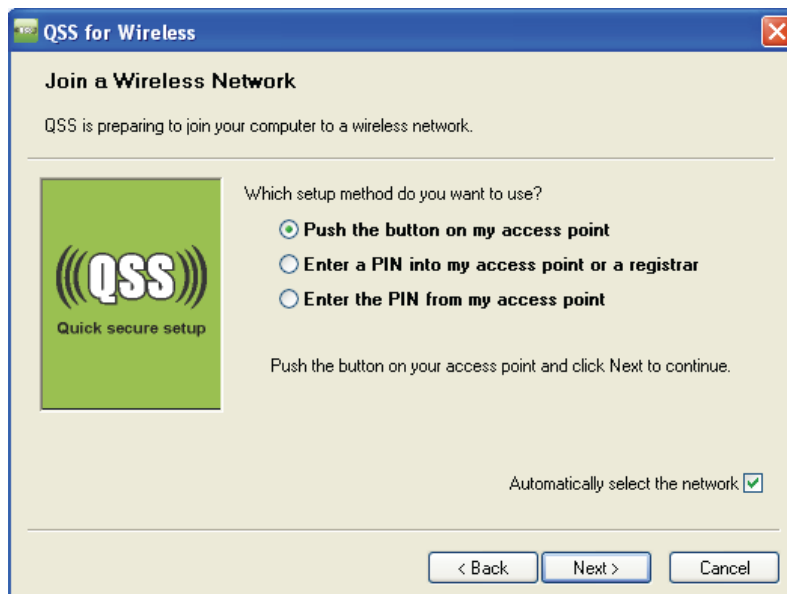 QSS for Wireless
Join a Wireless Network
QSS is preparing to join your computer to a wireless network.
Which setup method do you want to use?
Push the button on my access point
Enter a PIN into my access point or a registrar
Enter the PIN from my access point
(((QSS)))
Quick secure setup
Push the button on your access point and click Next to continue.
Automatically select the network
< Back
Next >
Cancel